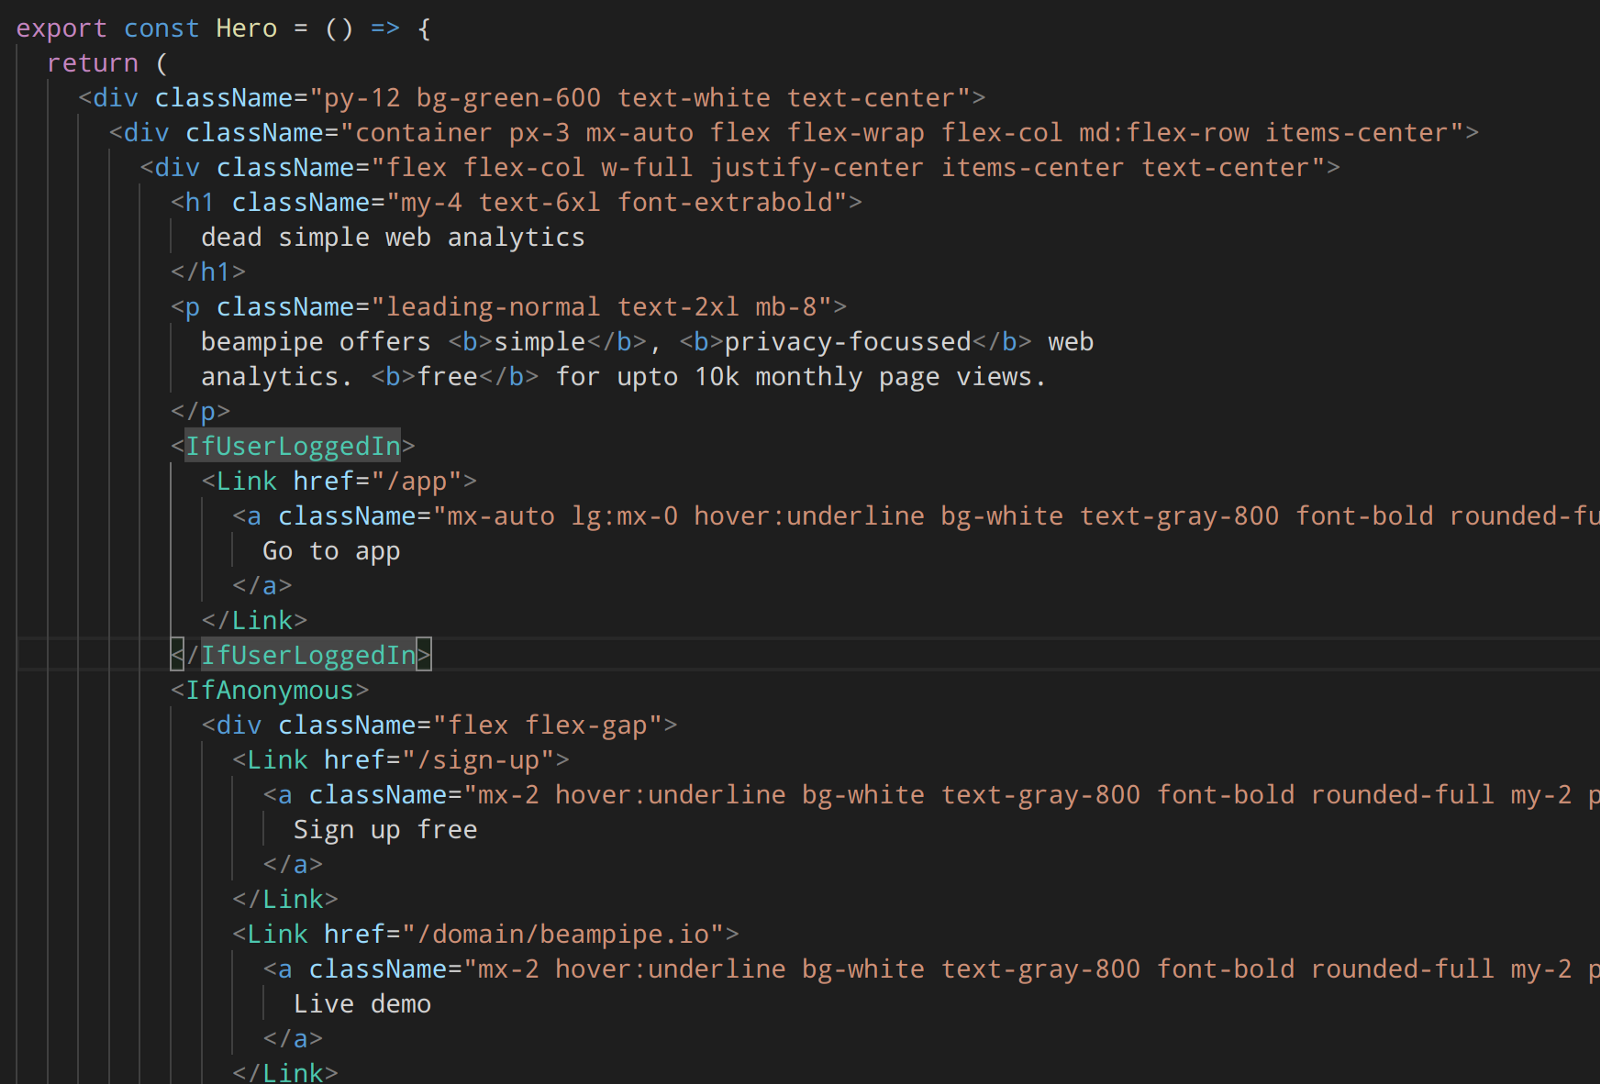 export const Hero = () => {
  return (
    <div className="py-12 bg-green-600 text-white text-center">
      <div className="container px-3 mx-auto flex flex-wrap flex-col md:flex-row items-center">
        <div className="flex flex-col w-full justify-center items-center text-center">
          <h1 className="my-4 text-6xl font-extrabold">
            dead simple web analytics
          </h1>
          <p className="leading-normal text-2xl mb-8">
            beampipe offers <b>simple</b>, <b>privacy-focussed</b> web
            analytics. <b>free</b> for upto 10k monthly page views.
          </p>
          <IfUserLoggedIn>
            <Link href="/app">
              <a className="mx-auto lg:mx-0 hover:underline bg-white text-gray-800 font-bold rounded-fu
                Go to app
              </a>
            </Link>
          </IfUserLoggedIn>
          <IfAnonymous>
            <div className="flex flex-gap">
              <Link href="/sign-up">
                <a className="mx-2 hover:underline bg-white text-gray-800 font-bold rounded-full my-2 p
                  Sign up free
                </a>
              </Link>
              <Link href="/domain/beampipe.io">
                <a className="mx-2 hover:underline bg-white text-gray-800 font-bold rounded-full my-2 p
                  Live demo
                </a>
              </Link>